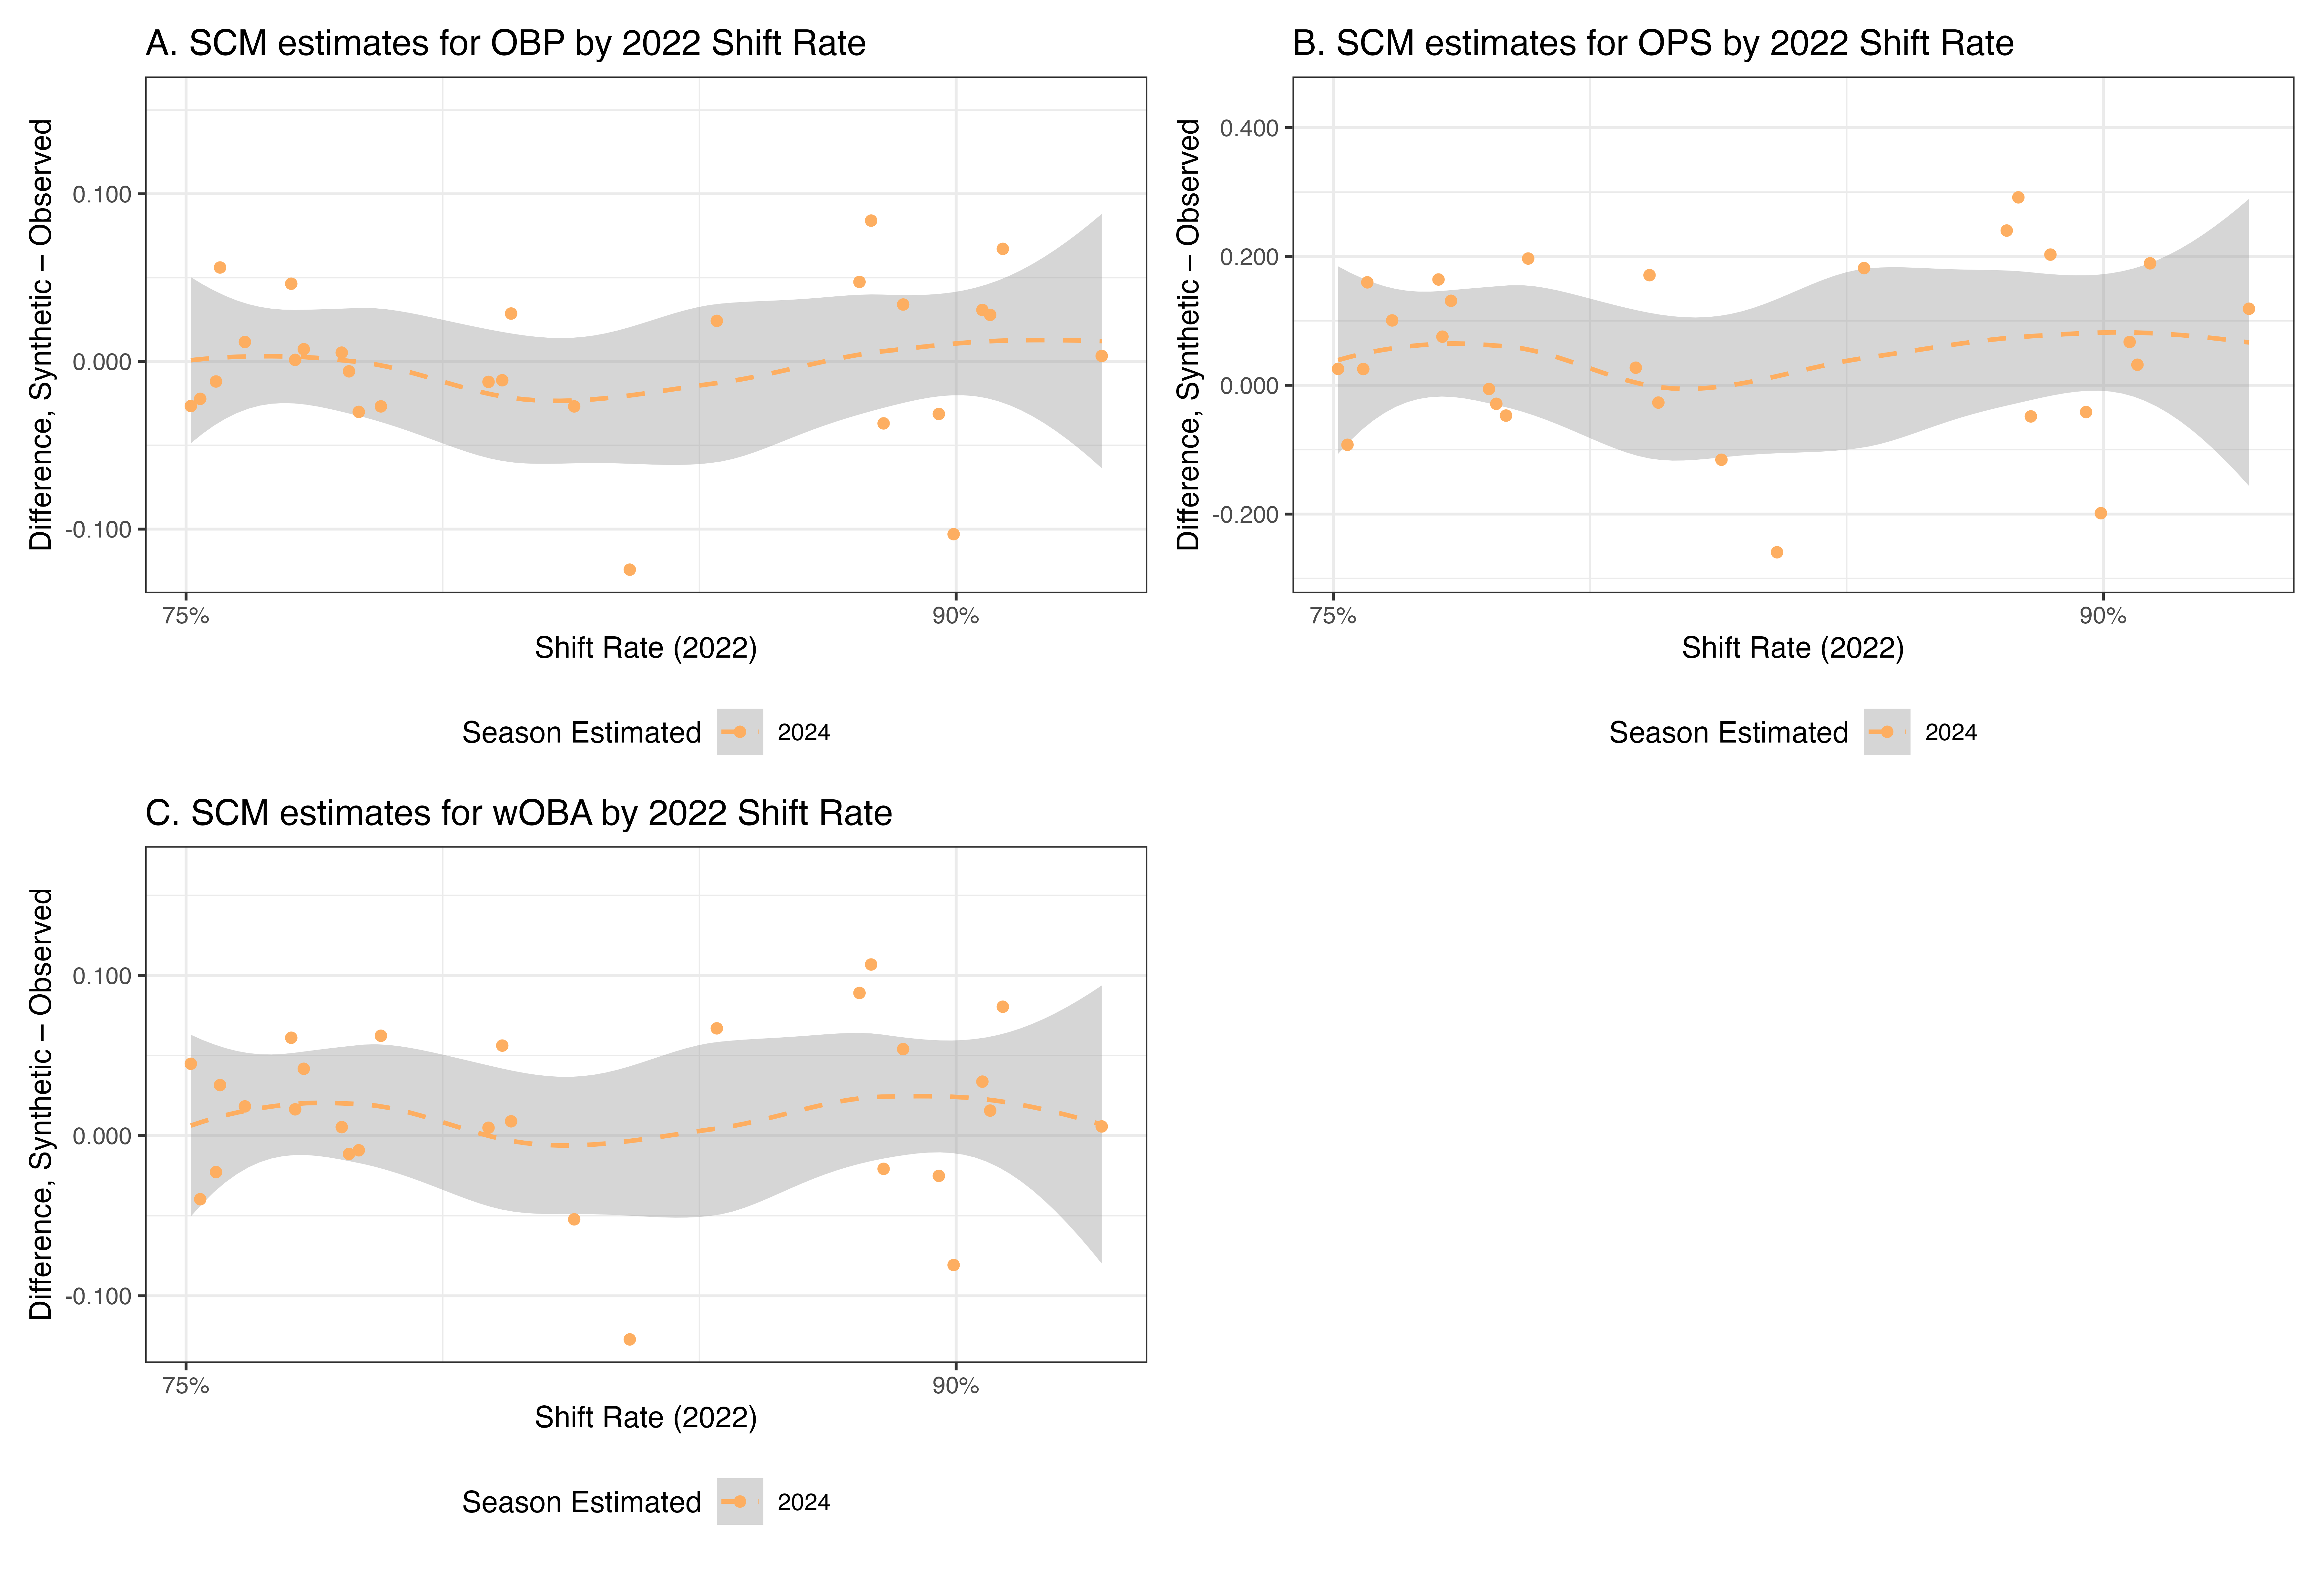 A. SCM estimates for OBP by 2022 Shift Rate
Difference, Synthetic – Observed
0.100
0.000
-0.100
75%
90%
Shift Rate (2022)
Season Estimated
2024
B. SCM estimates for OPS by 2022 Shift Rate
Difference, Synthetic – Observed
0.400
0.200
0.000
-0.200
75%
90%
Shift Rate (2022)
Season Estimated
2024
C. SCM estimates for wOBA by 2022 Shift Rate
Difference, Synthetic – Observed
0.100
0.000
-0.100
75%
90%
Shift Rate (2022)
Season Estimated
2024